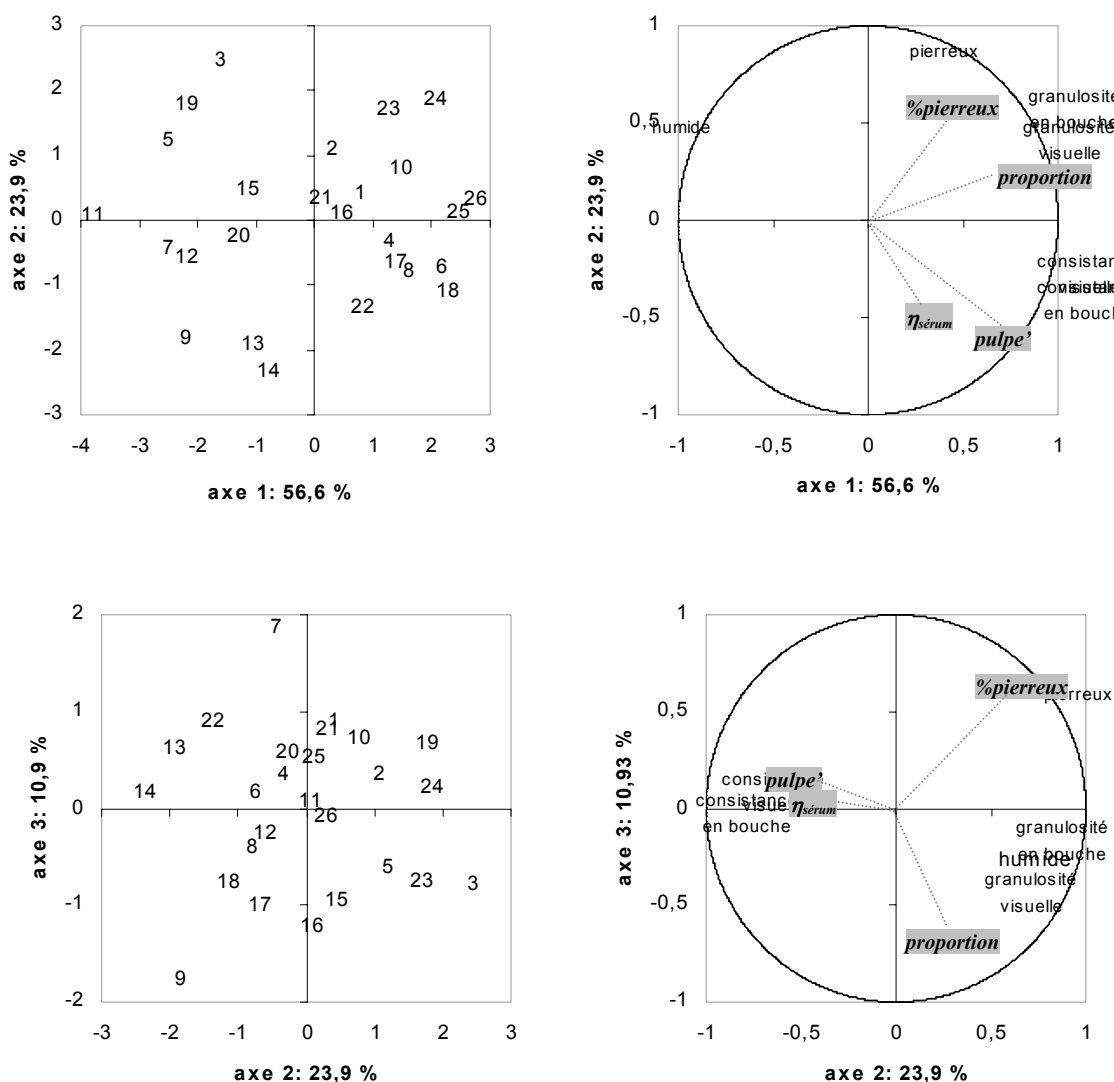 3
2
1
0
-1
-2
-3
-4
-3
-2
-1
0
1
2
3
axe 2: 23,9 %
axe 1: 56,6 %
3
19
5
24
23
2
10
15
1
21
26
11
16
25
20
4
7
12
17
8
6
18
22
9
13
14
1
0,5
0
-0,5
-1
-1
-0,5
0
0,5
1
axe 2: 23,9 %
axe 1: 56,6 %
pierreux
%pierreux
humide
granulosité
en bouche
granulosité
visuelle
proportion
consistan
visuelle
en bouch
ηsérum
pulpe’
2
1
0
-1
-2
-3
-2
-1
0
1
2
3
axe 3: 10,9 %
axe 2: 23,9 %
7
22
1
21
13
10
19
20
25
4
2
14
6
11
24
26
12
8
5
18
23
3
17
15
16
9
1
0,5
0
-0,5
-1
-1
-0,5
0
0,5
1
axe 3: 10,93 %
axe 2: 23,9 %
%pierreux
erreux
consi
pulpe’
consistanc
visue
ηsérum
en bouche
granulosité
en bouche
humide
granulosité
visuelle
proportion